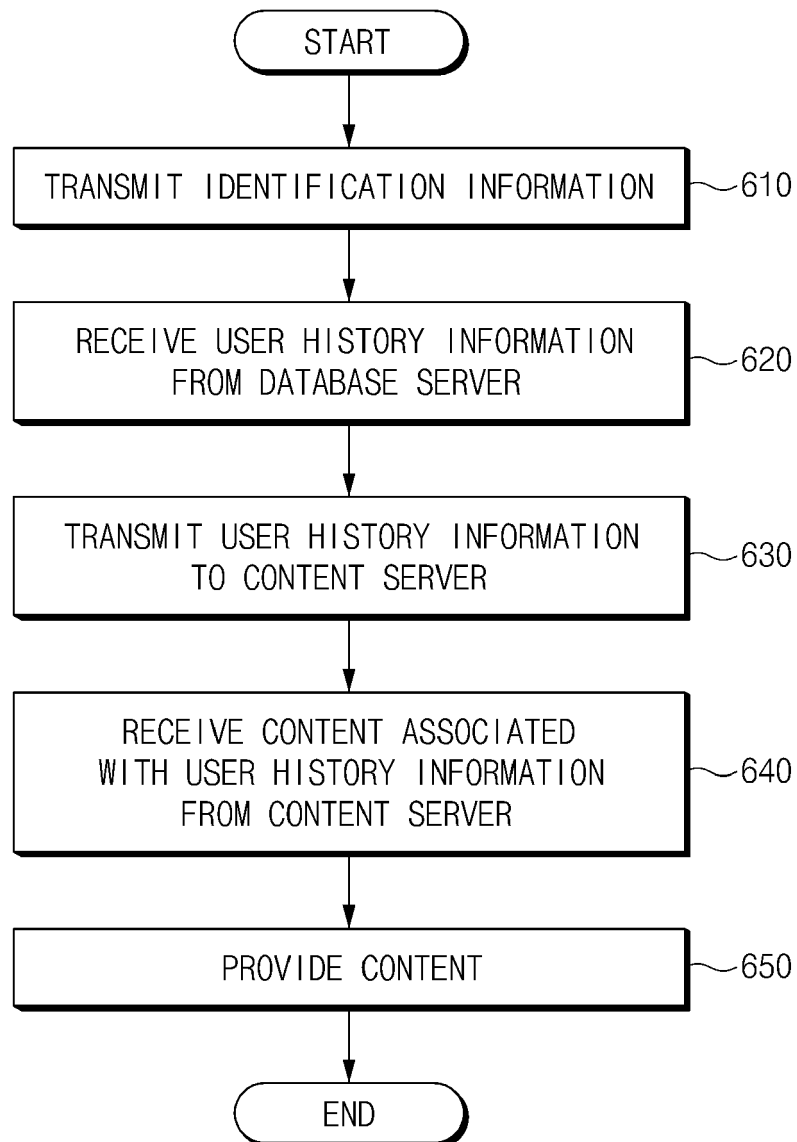 START
TRANSMIT IDENTIFICATION INFORMATION
610
RECEIVE USER HISTORY INFORMATION
FROM DATABASE SERVER
620
TRANSMIT USER HISTORY INFORMATION
TO CONTENT SERVER
630
RECEIVE CONTENT ASSOCIATED
WITH USER HISTORY INFORMATION
FROM CONTENT SERVER
640
PROVIDE CONTENT
650
END